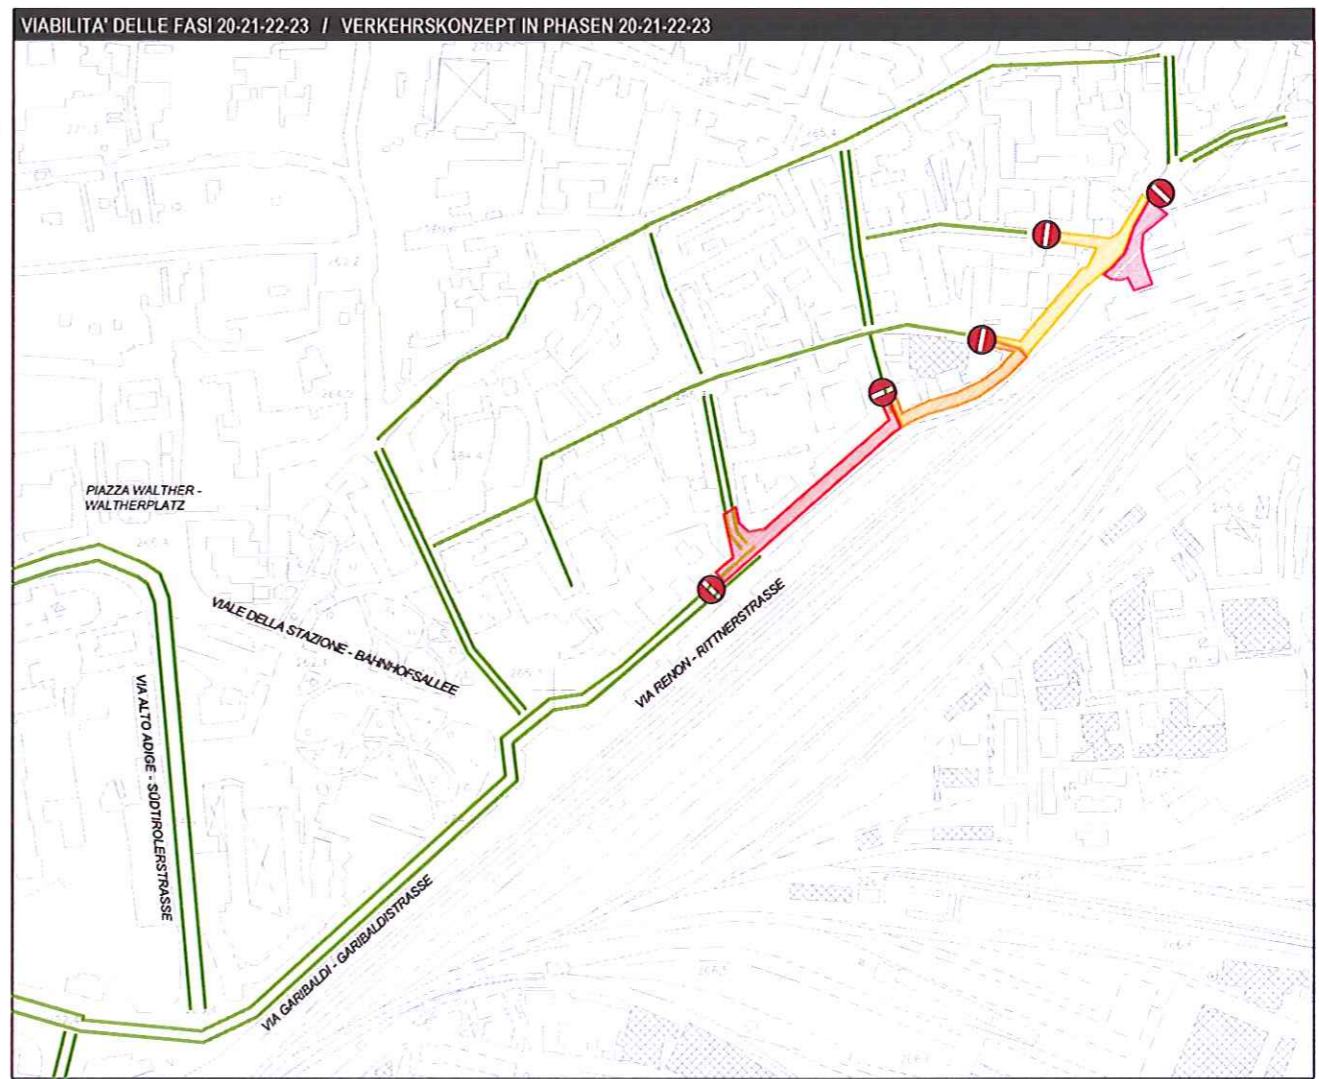 VIABILITA' DELLE FASI 20-21-22-23 / VERKEHRSKONZEPT IN PHASEN 20-21-22-23
PIAZZA WALTHER -
WALTHERPLATZ
VIALE DELLA STAZIONE - BAHNHOFSALLEE
VIA RENON - RITTNERSTRASSE
VIA ALTO ADIGE - SÜDTIROLERSTRASSE
VIA GARIBALDI - GARIBALDISTRASSE